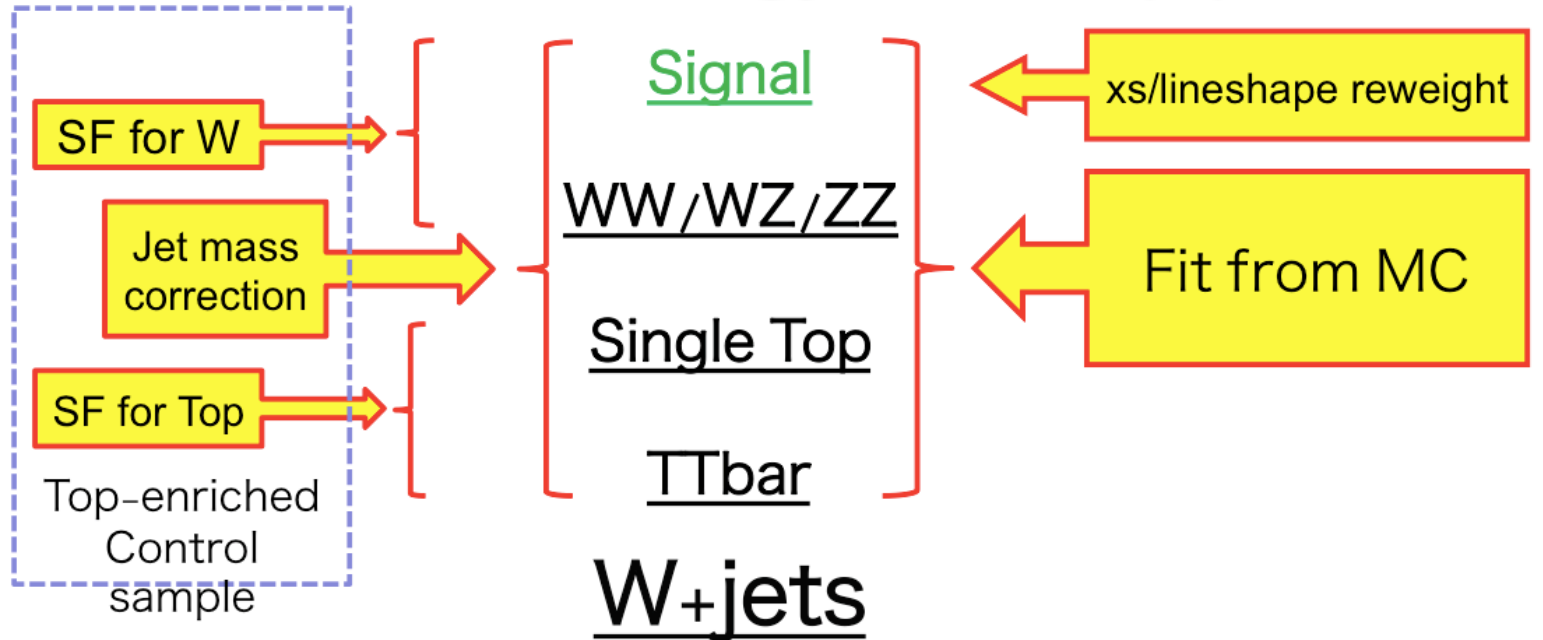 Signal
xs/lineshape reweight
SF for W
WW/WZ/ZZ
Jet mass
correction
Fit from MC
Single Top
SF for Top
TTbar
Top-enriched
Control
sample
W+jets